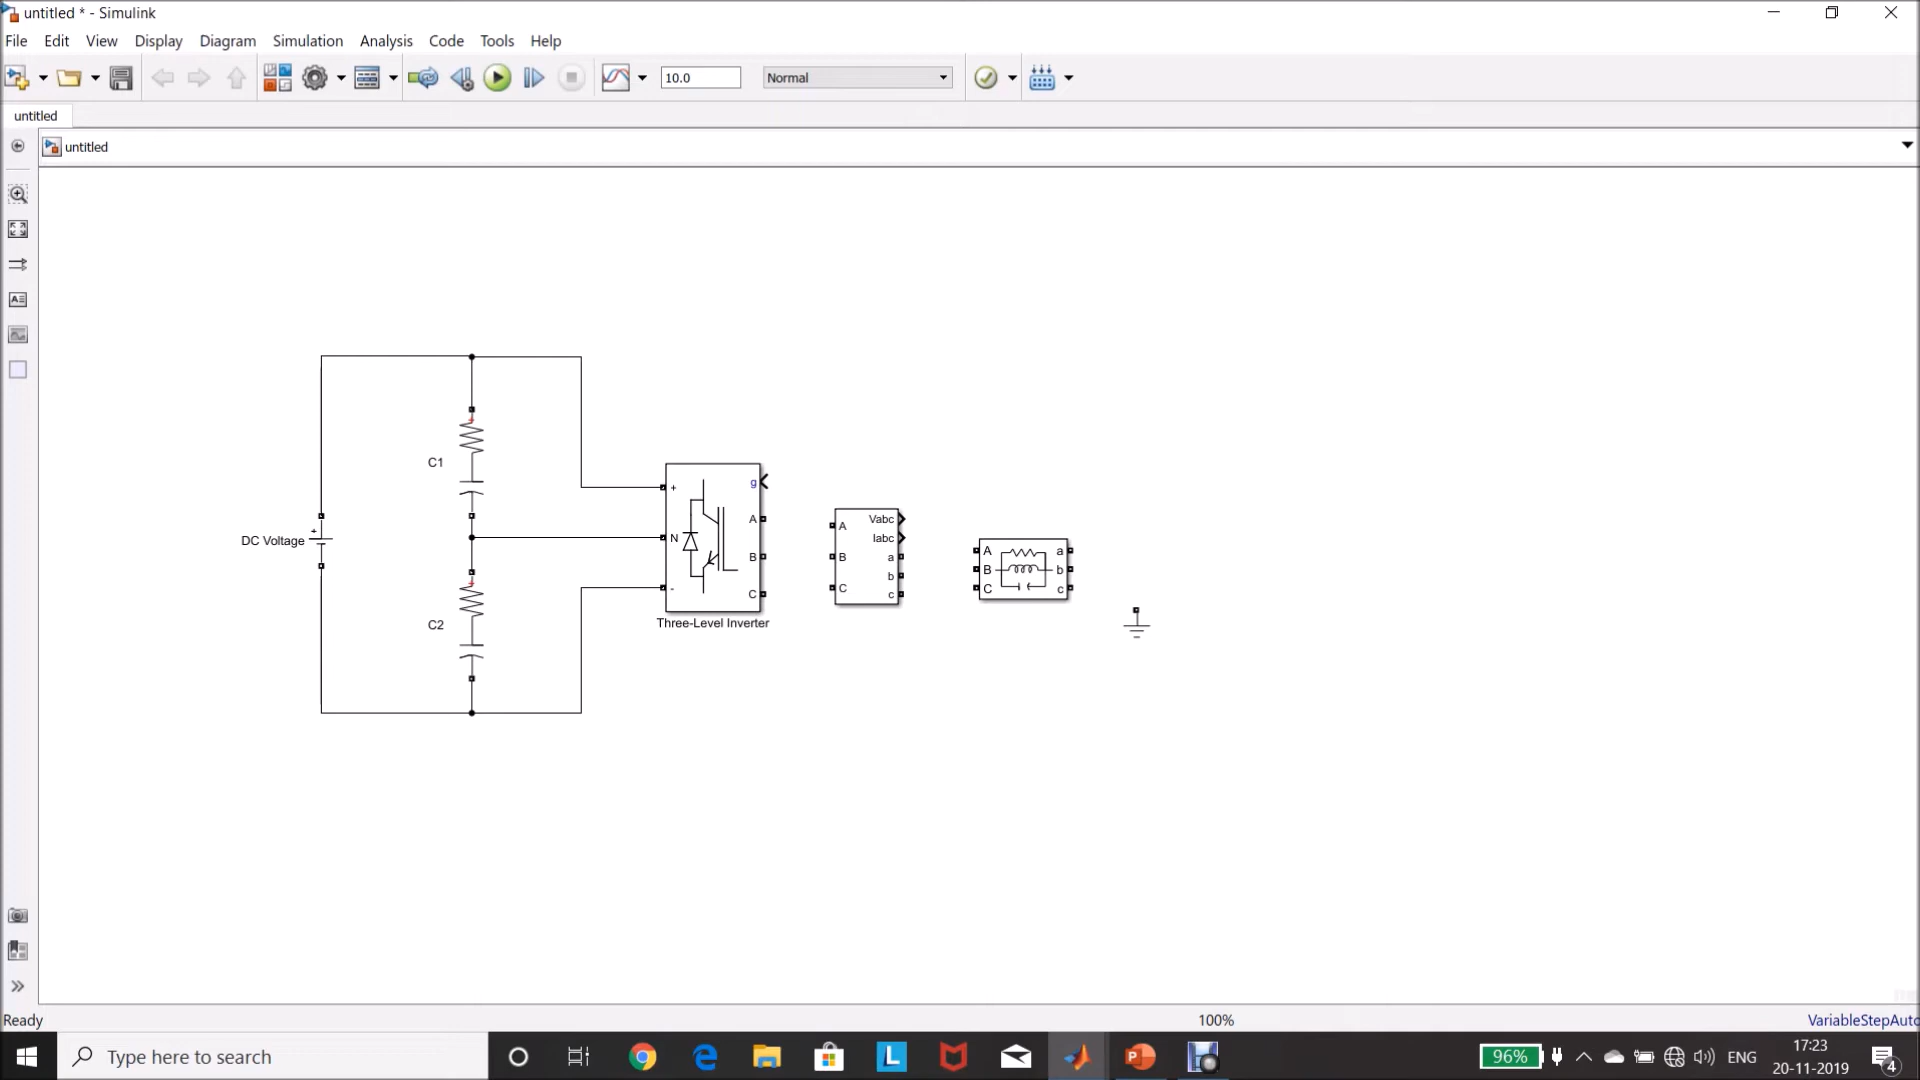 untitled * - Simulink
File Edit View Display Diagram Simulation Analysis Code Tools Help
10.0 Normal
untitled
untitled
C1
DC Voltage
C2
+ g
A
N B
- C
Three-Level Inverter
A Vabc
Iabc
B a
b
C c
A a
B b
C c
Ready 100% VariableStepAuto
Type here to search
96% ENG 17:23
20-11-2019
4